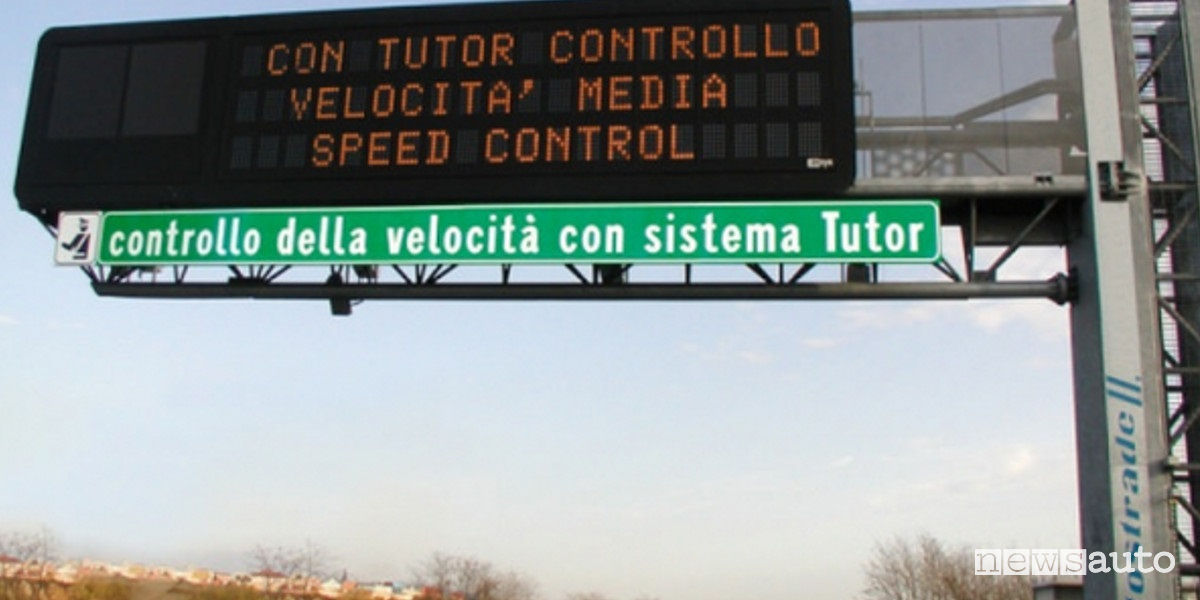 CON TUTOR CONTROLLO
VELOCITA' MEDIA
SPEED CONTROL
controllo della velocità con sistema Tutor
newsauto